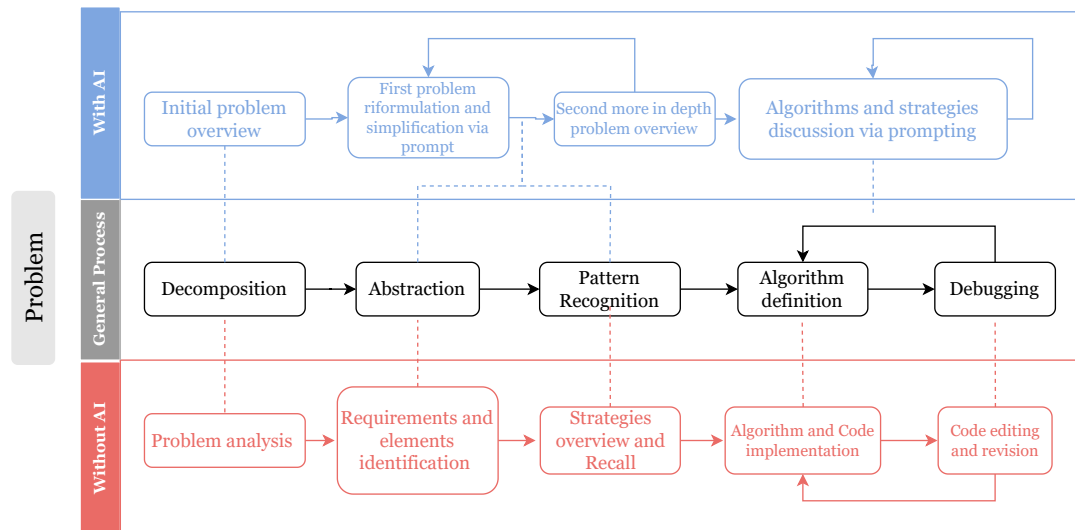 Problem
With AI
Initial problem
overview
First problem
riformulation and
simplification via
prompt
Second more in depth
problem overview
Algorithms and strategies
discussion via prompting
General Process
Decomposition
Abstraction
Pattern
Recognition
Algorithm
definition
Debugging
Without AI
Problem analysis
Requirements and
elements
identification
Strategies
overview and
Recall
Algorithm and Code
implementation
Code editing
and revision